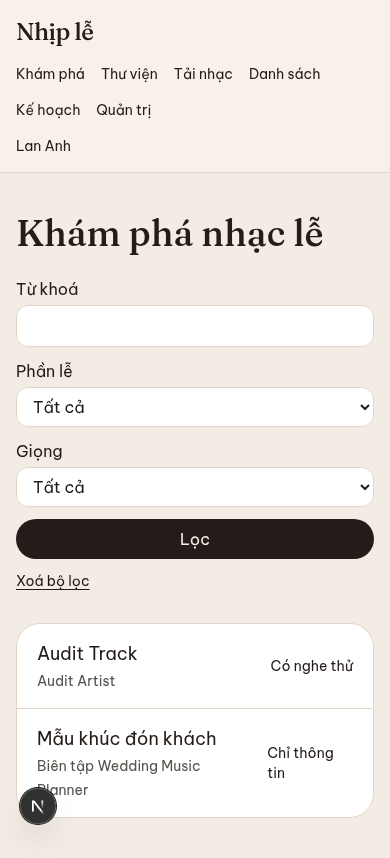 Nhịp lễ
Khám phá Thư viện Tải nhạc Danh sách
Kế hoạch Quản trị
Lan Anh
Khám phá nhạc lễ
Từ khoá
Phần lễ
Tất cả
Giọng
Tất cả
Lọc
Xoá bộ lọc
Audit Track
Audit Artist
Có nghe thử
Mẫu khúc đón khách
Biên tập Wedding Music
Planner
Chỉ thông
tin
N